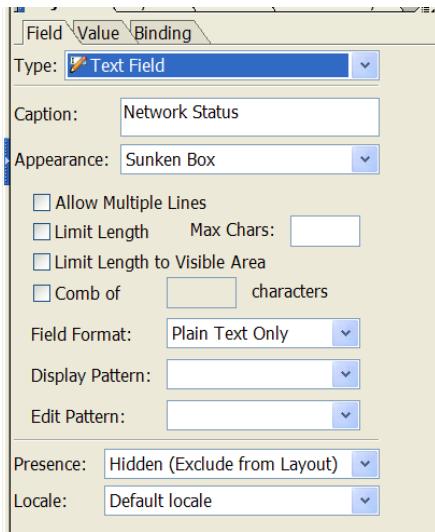 Field Value Binding
Type: Text Field
Caption: Network Status
Appearance: Sunken Box
Allow Multiple Lines
Limit Length Max Chars:
Limit Length to Visible Area
Comb of characters
Field Format: Plain Text Only
Display Pattern:
Edit Pattern:
Presence: Hidden (Exclude from Layout)
Locale: Default locale